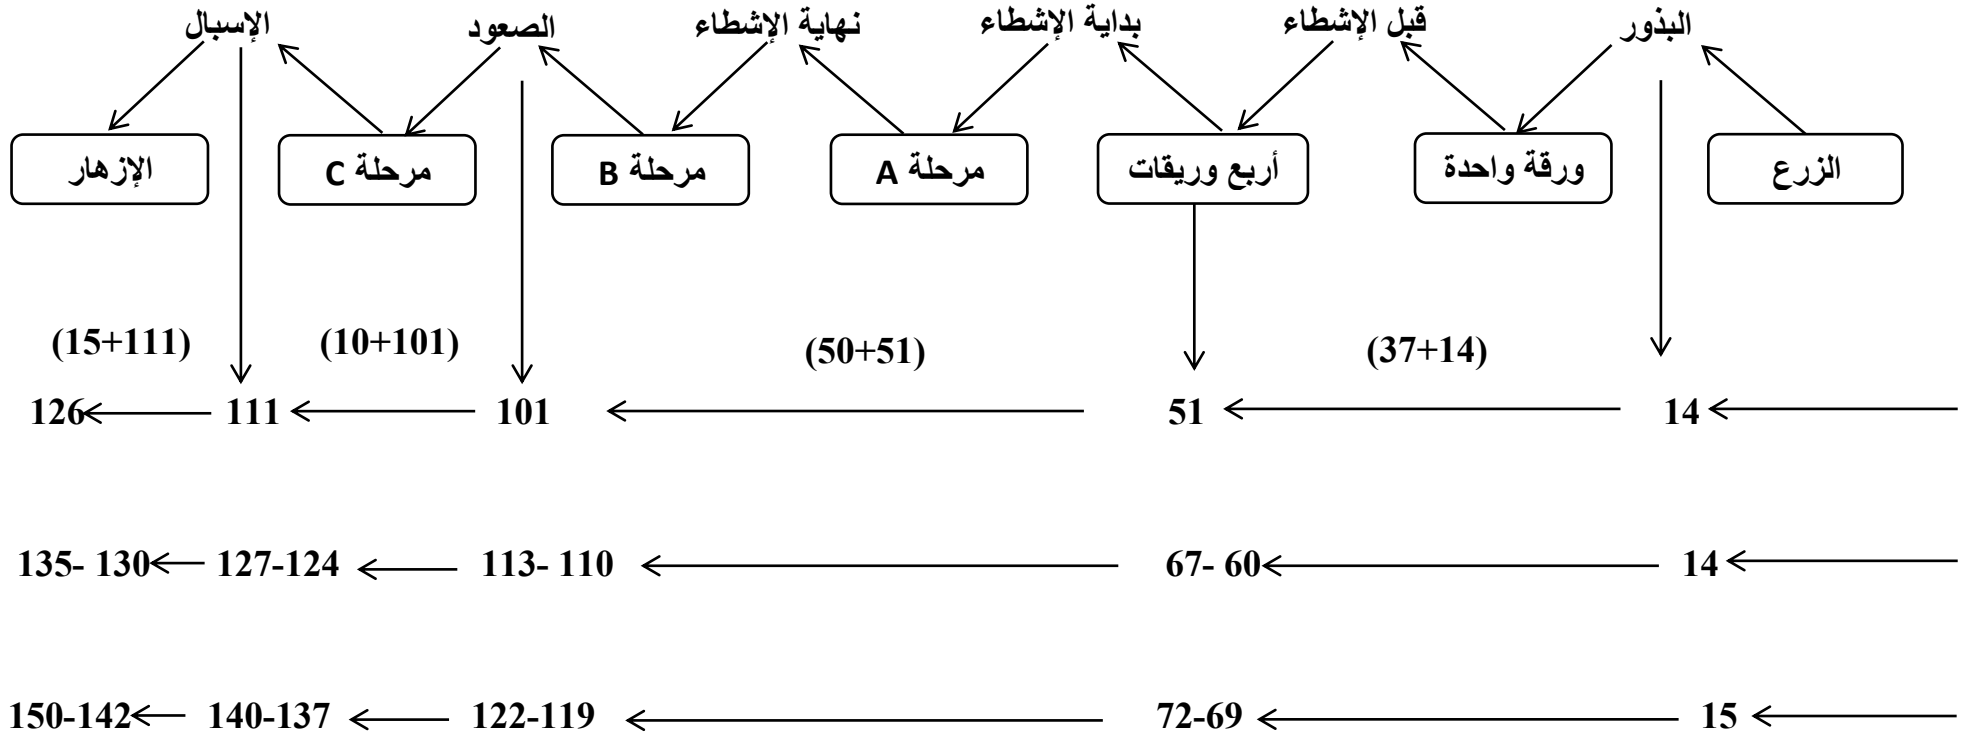 البذور قبل الإشطاء بداية الإشطاء نهاية الإشطاء الصعود الإسبال
الزرع ورقة واحدة أربع وريقات مرحلة A مرحلة B مرحلة C الإزهار
(37+14) (50+51) (10+101) (15+111)
14 51 101 111 126
14 67- 60 113- 110 127-124 135- 130
15 72-69 122-119 140-137 150-142